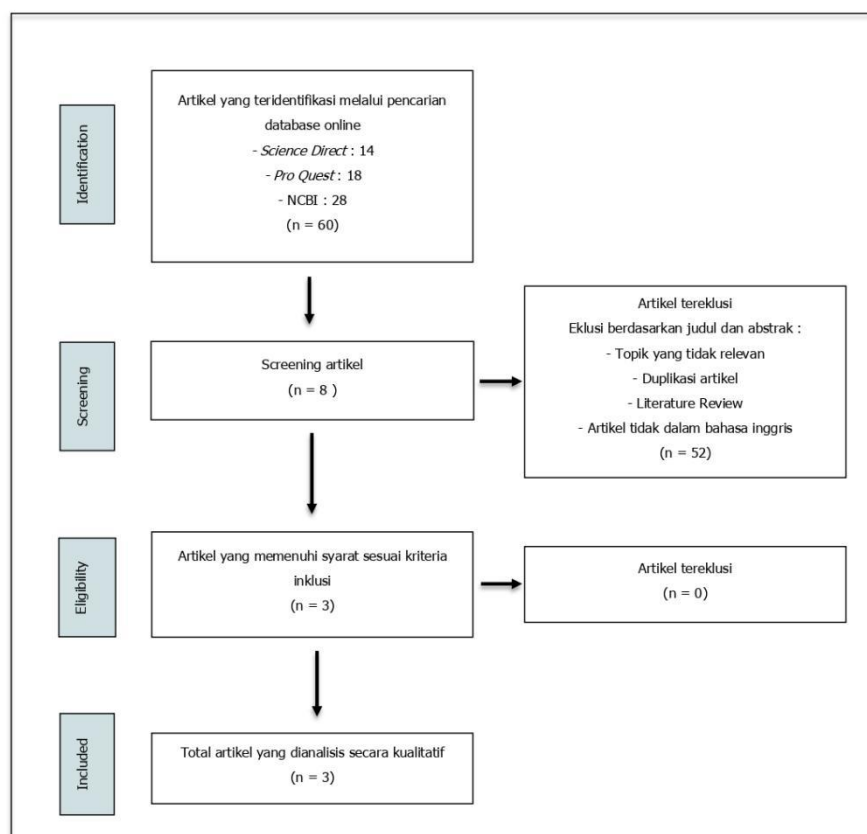 Identification
Artikel yang teridentifikasi melalui pencarian
database online
- Science Direct : 14
- Pro Quest : 18
- NCBI : 28
(n = 60)
Screening
Screening artikel
(n = 8 )
Artikel tereklusi
Eklusi berdasarkan judul dan abstrak :
- Topik yang tidak relevan
- Duplikasi artikel
- Literature Review
- Artikel tidak dalam bahasa inggris
(n = 52)
Eligibility
Artikel yang memenuhi syarat sesuai kriteria
inklusi
(n = 3)
Artikel tereklusi
(n = 0)
Included
Total artikel yang dianalisis secara kualitatif
(n = 3)